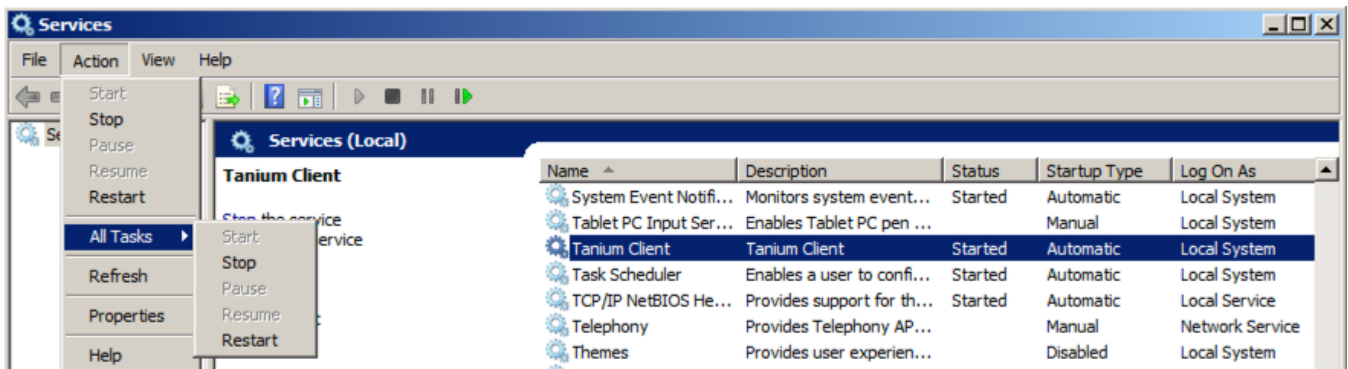 Services
File Action View Help
Start
Stop
Pause
Resume
Restart
All Tasks
Refresh
Properties
Help
Start
Stop
Pause
Resume
Restart
Services (Local)
Tanium Client
Stop the service
service
Name Description Status Startup Type Log On As
System Event Notifi... Monitors system event... Started Automatic Local System
Tablet PC Input Ser... Enables Tablet PC pen ... Manual Local System
Tanium Client Tanium Client Started Automatic Local System
Task Scheduler Enables a user to confi... Started Automatic Local System
TCP/IP NetBIOS He... Provides support for th... Started Automatic Local Service
Telephony Provides Telephony AP... Manual Network Service
Themes Provides user experien... Disabled Local System